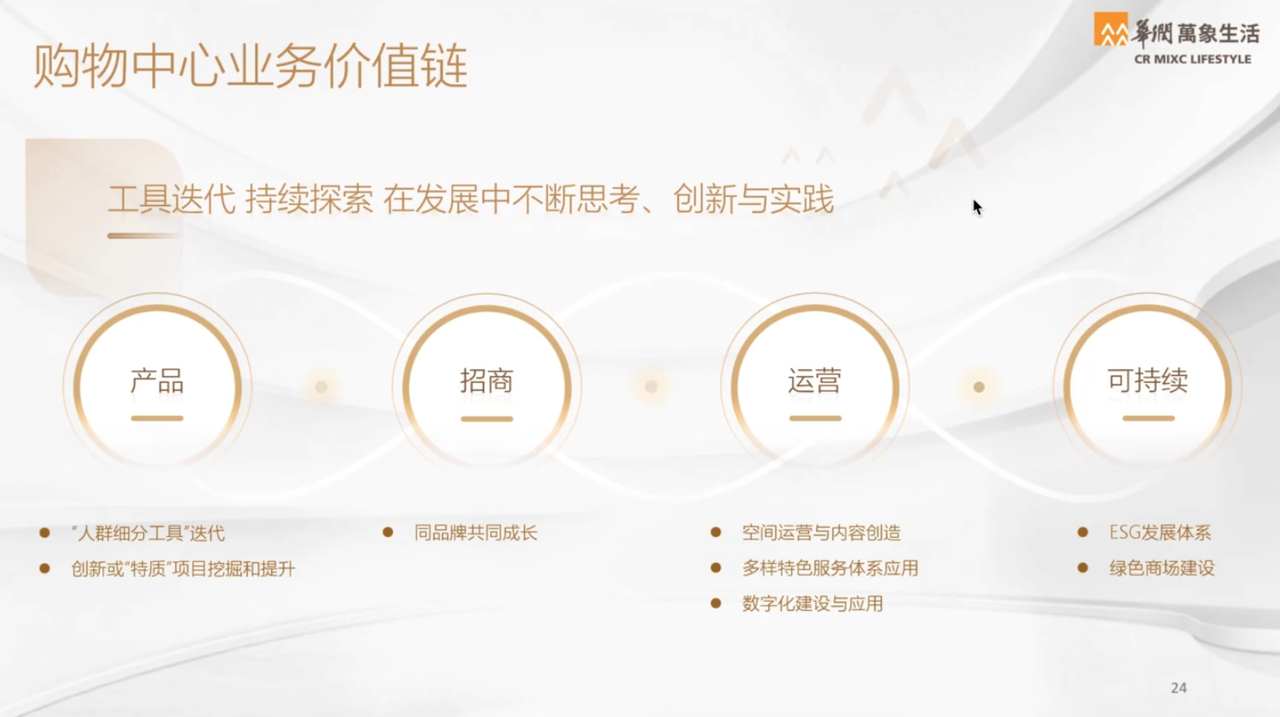 购物中心业务价值链
華潤萬象生活
CR MIXC LIFESTYLE
工具迭代 持续探索 在发展中不断思考、创新与实践
产品
招商
运营
可持续
“人群细分工具”迭代
创新或“特质”项目挖掘和提升
同品牌共同成长
空间运营与内容创造
多样特色服务体系应用
数字化建设与应用
ESG发展体系
绿色商场建设
24